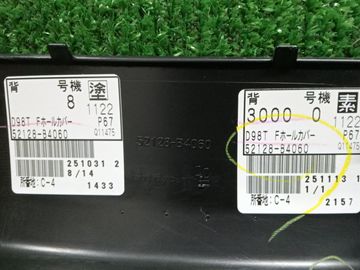 背 号機 塗
8 1122
D98T Fホールカバー P67
52128-B4060 Q11475
251031 2
8/14
所番地: C-4 1433
52128-B4060
背 号機 素
3000 0 1122
D98T Fホールカバー P67
52128-B4060 Q11475
251113 1
1/1
所番地: C-4 2157